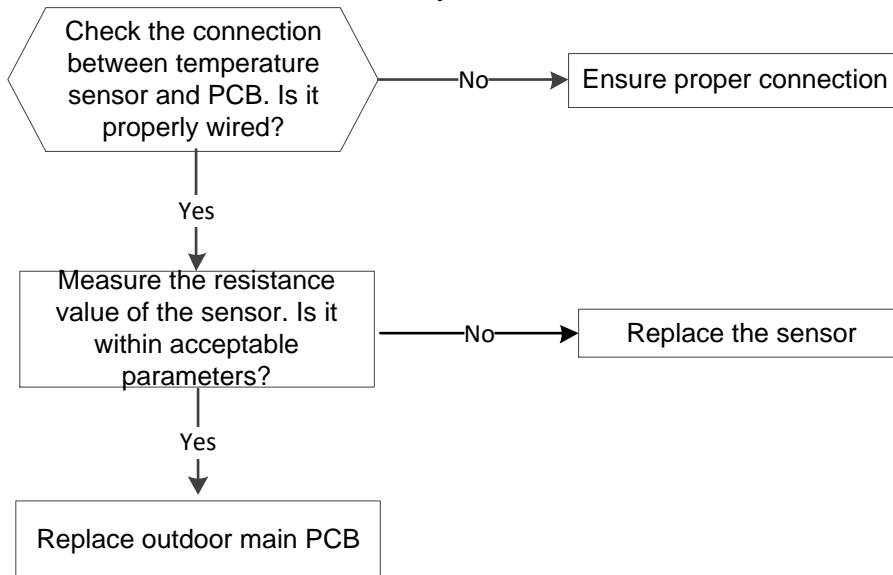 Check the connection
between temperature
sensor and PCB. Is it
properly wired?
No
Ensure proper connection
Yes
Measure the resistance
value of the sensor. Is it
within acceptable
parameters?
No
Replace the sensor
Yes
Replace outdoor main PCB